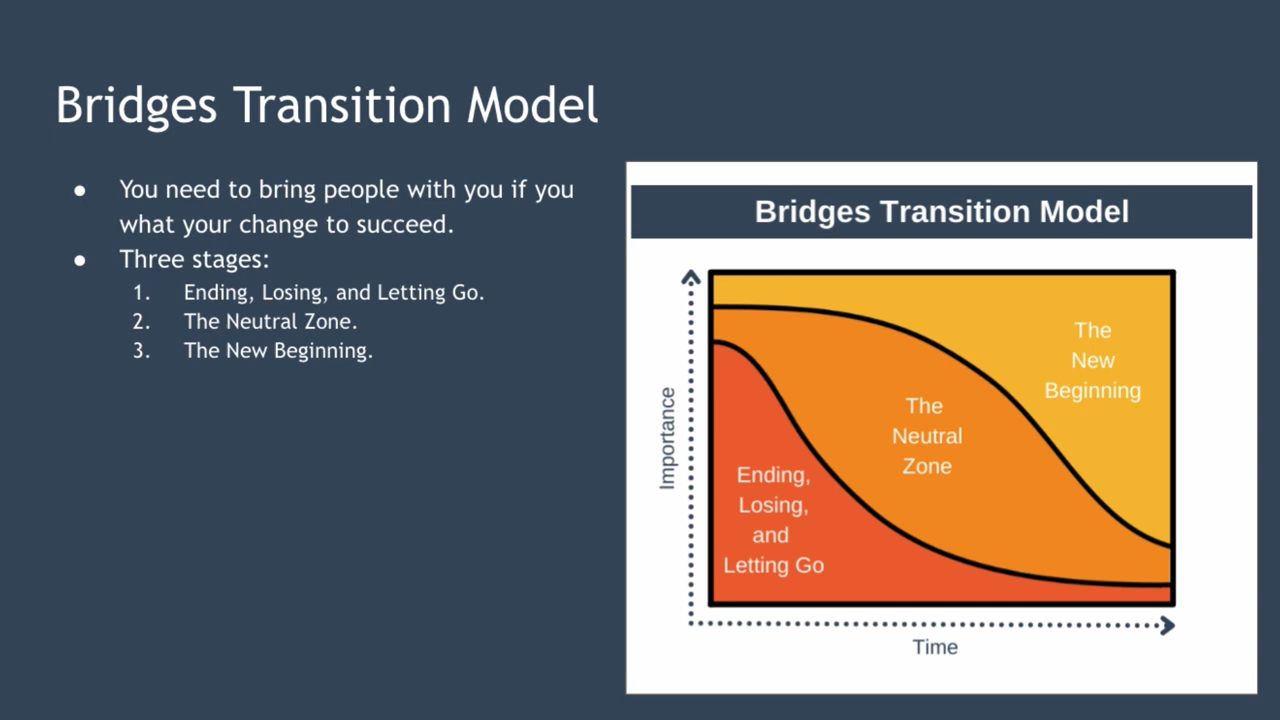 Bridges Transition Model
● You need to bring people with you if you
what your change to succeed.
● Three stages:
1. Ending, Losing, and Letting Go.
2. The Neutral Zone.
3. The New Beginning.
Bridges Transition Model
Importance
The
New
Beginning
The
Neutral
Zone
Ending,
Losing,
and
Letting Go
Time